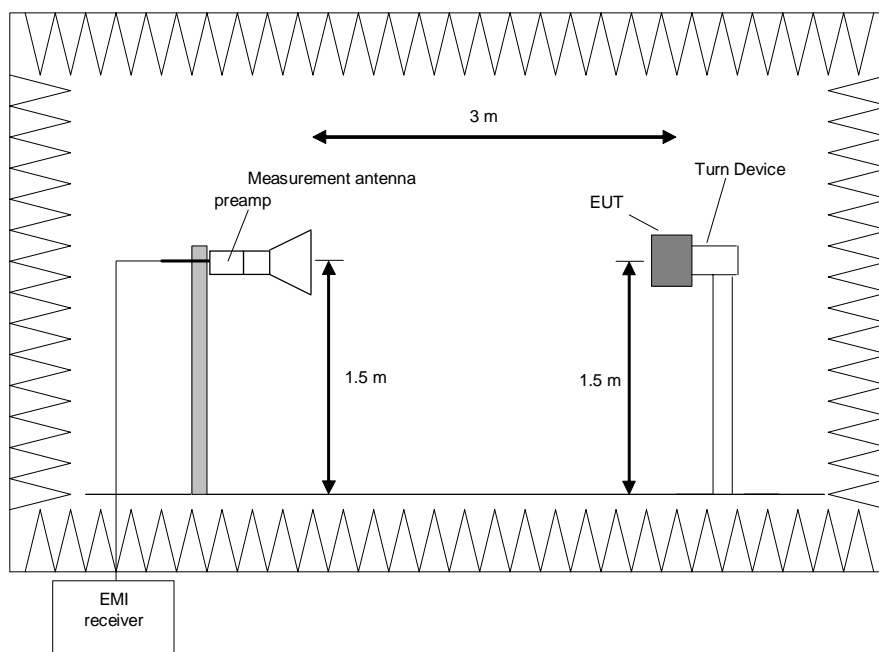 3 m
Measurement antenna
preamp
Turn Device
EUT
1.5 m
1.5 m
EMI
receiver